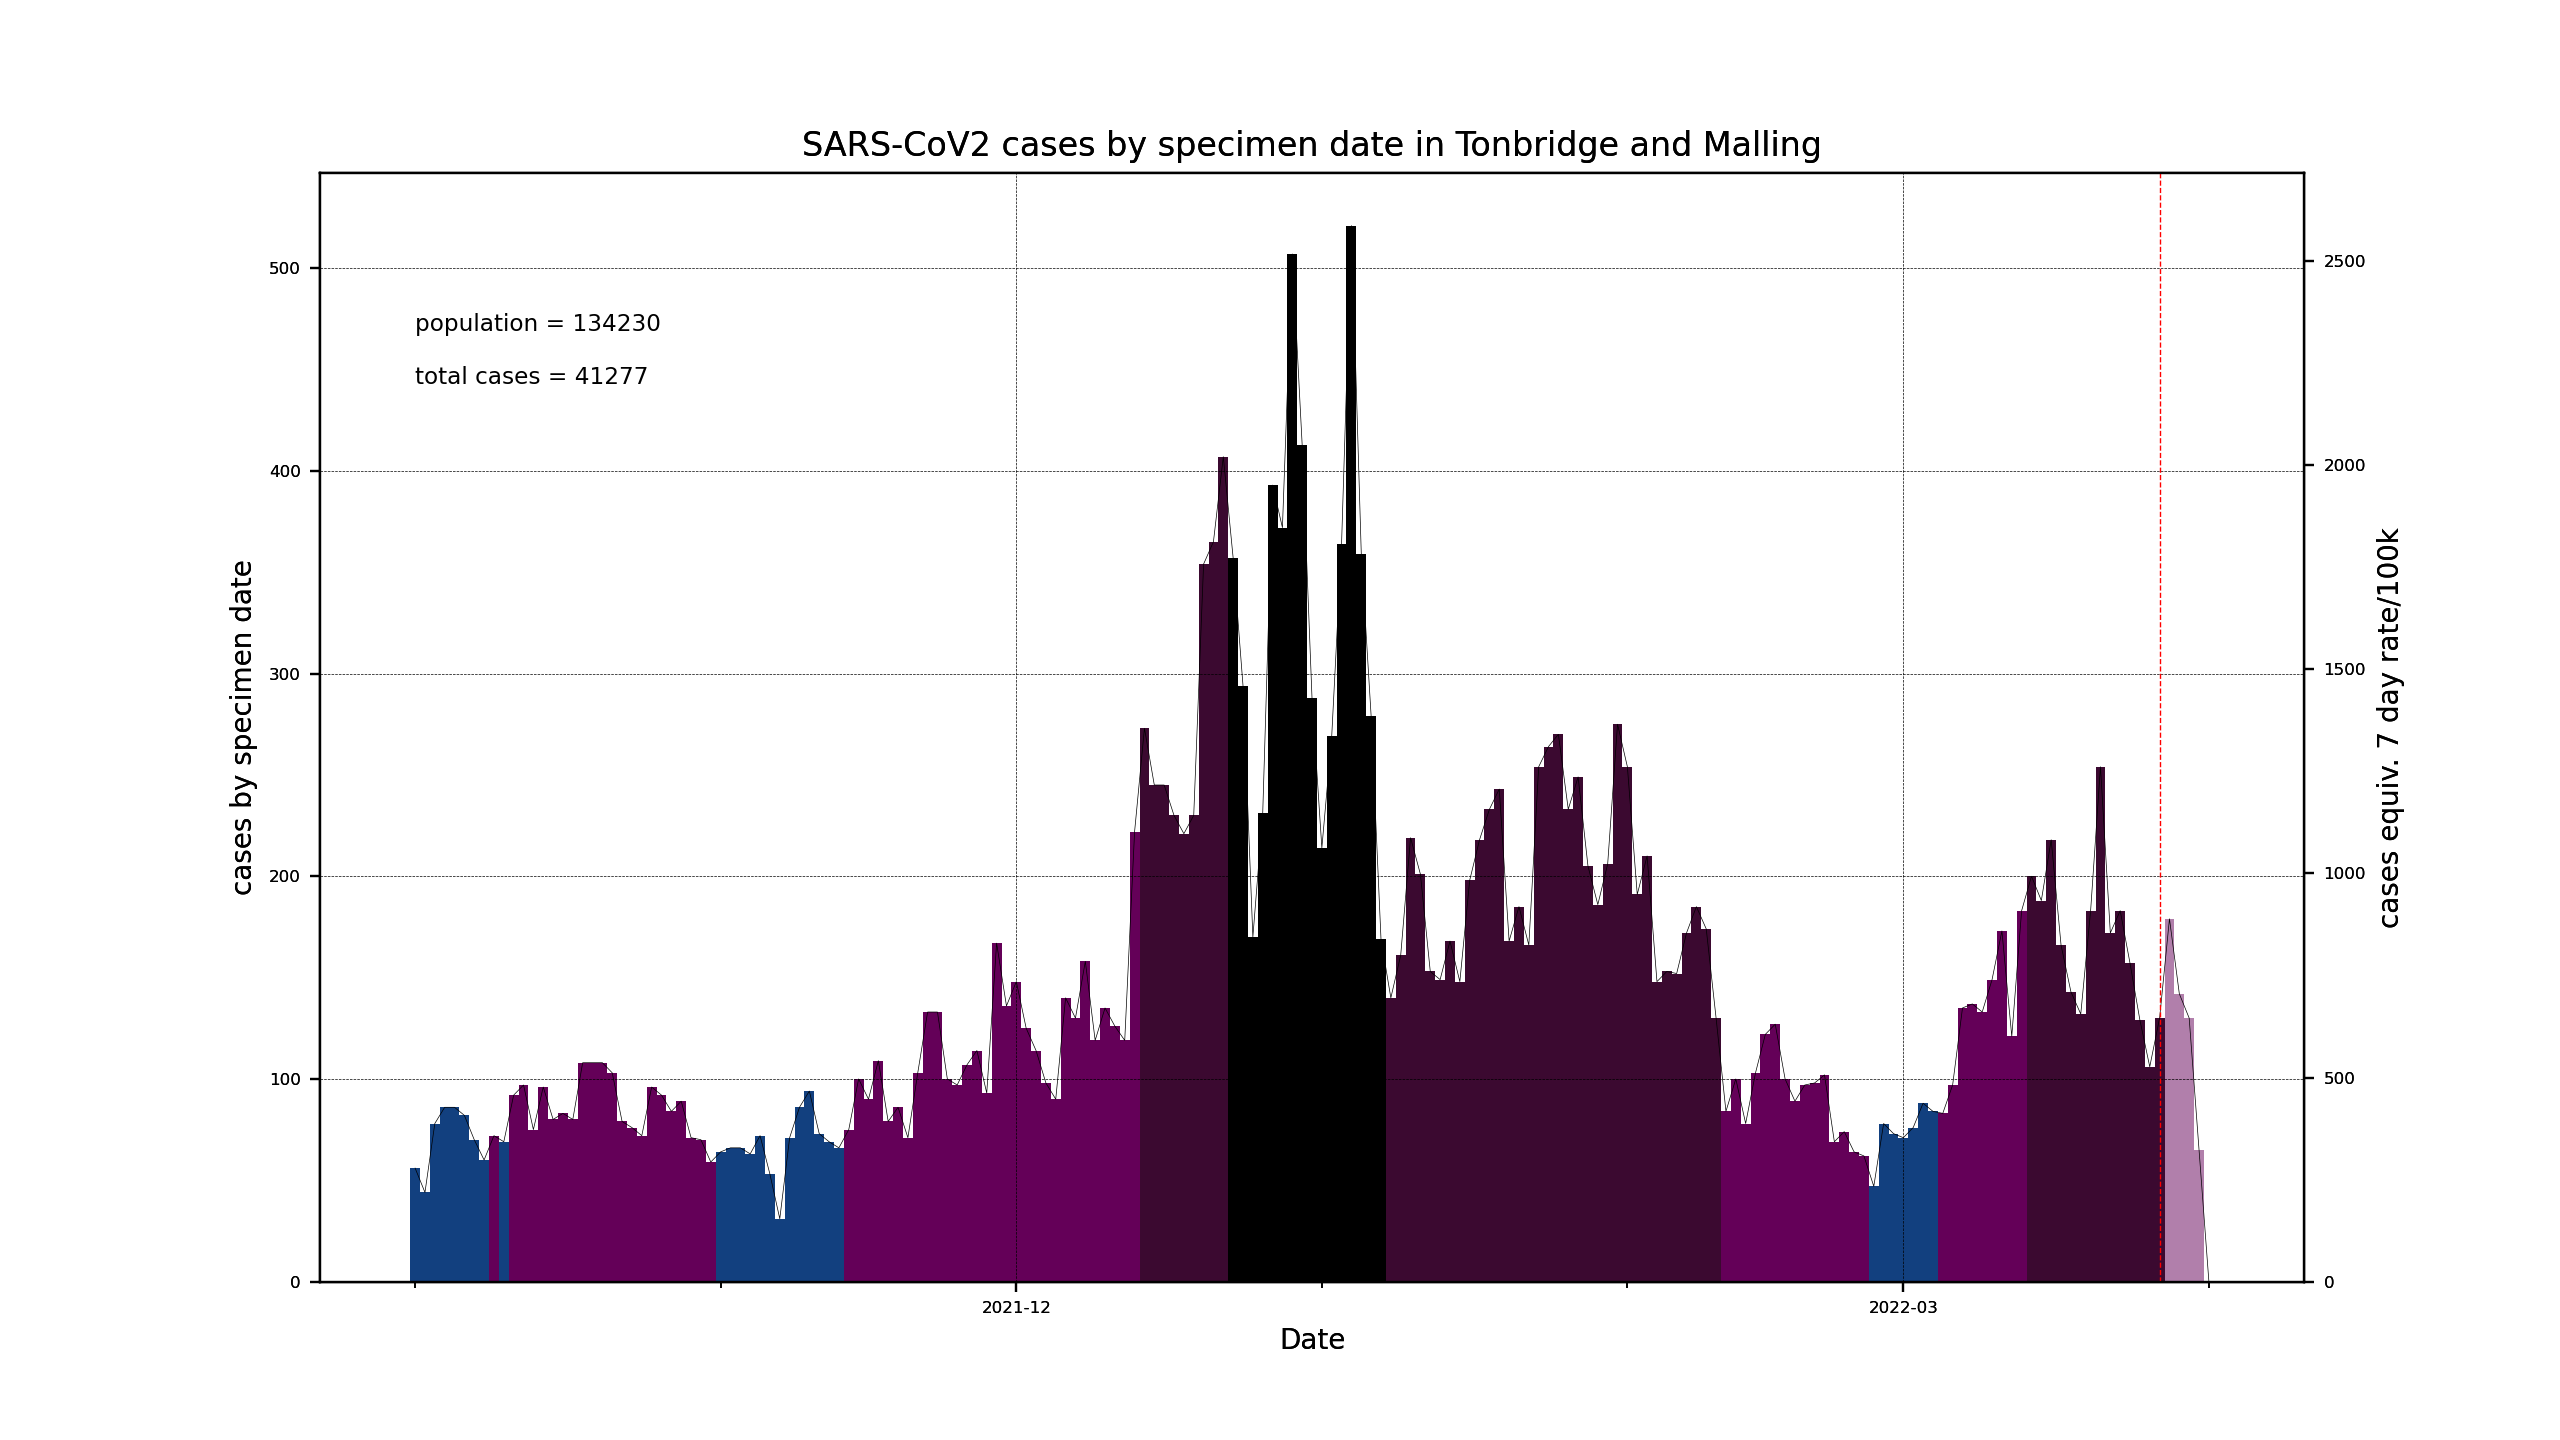 SARS-CoV2 cases by specimen date in Tonbridge and Malling
population = 134230
total cases = 41277
cases by specimen date
500
400
300
200
100
0
2500
2000
1500
1000
500
0
cases equiv. 7 day rate/100k
2021-12
2022-03
Date